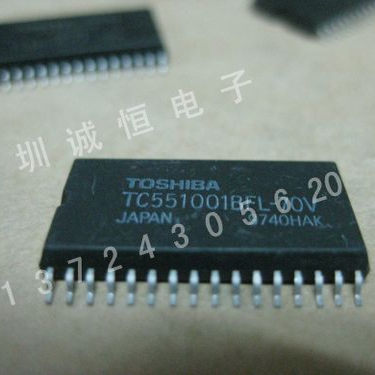 圳诚恒电子
TOSHIBA
TC551001BFL-70V
JAPAN 9740HAK
13724305620